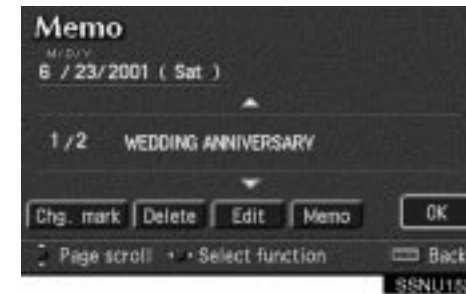 Memo
M/D/Y
6 / 23/2001 ( Sat )
1/2 WEDDING ANNIVERSARY
Chg. mark Delete Edit Memo OK
Page scroll Select function Back
SSNU15